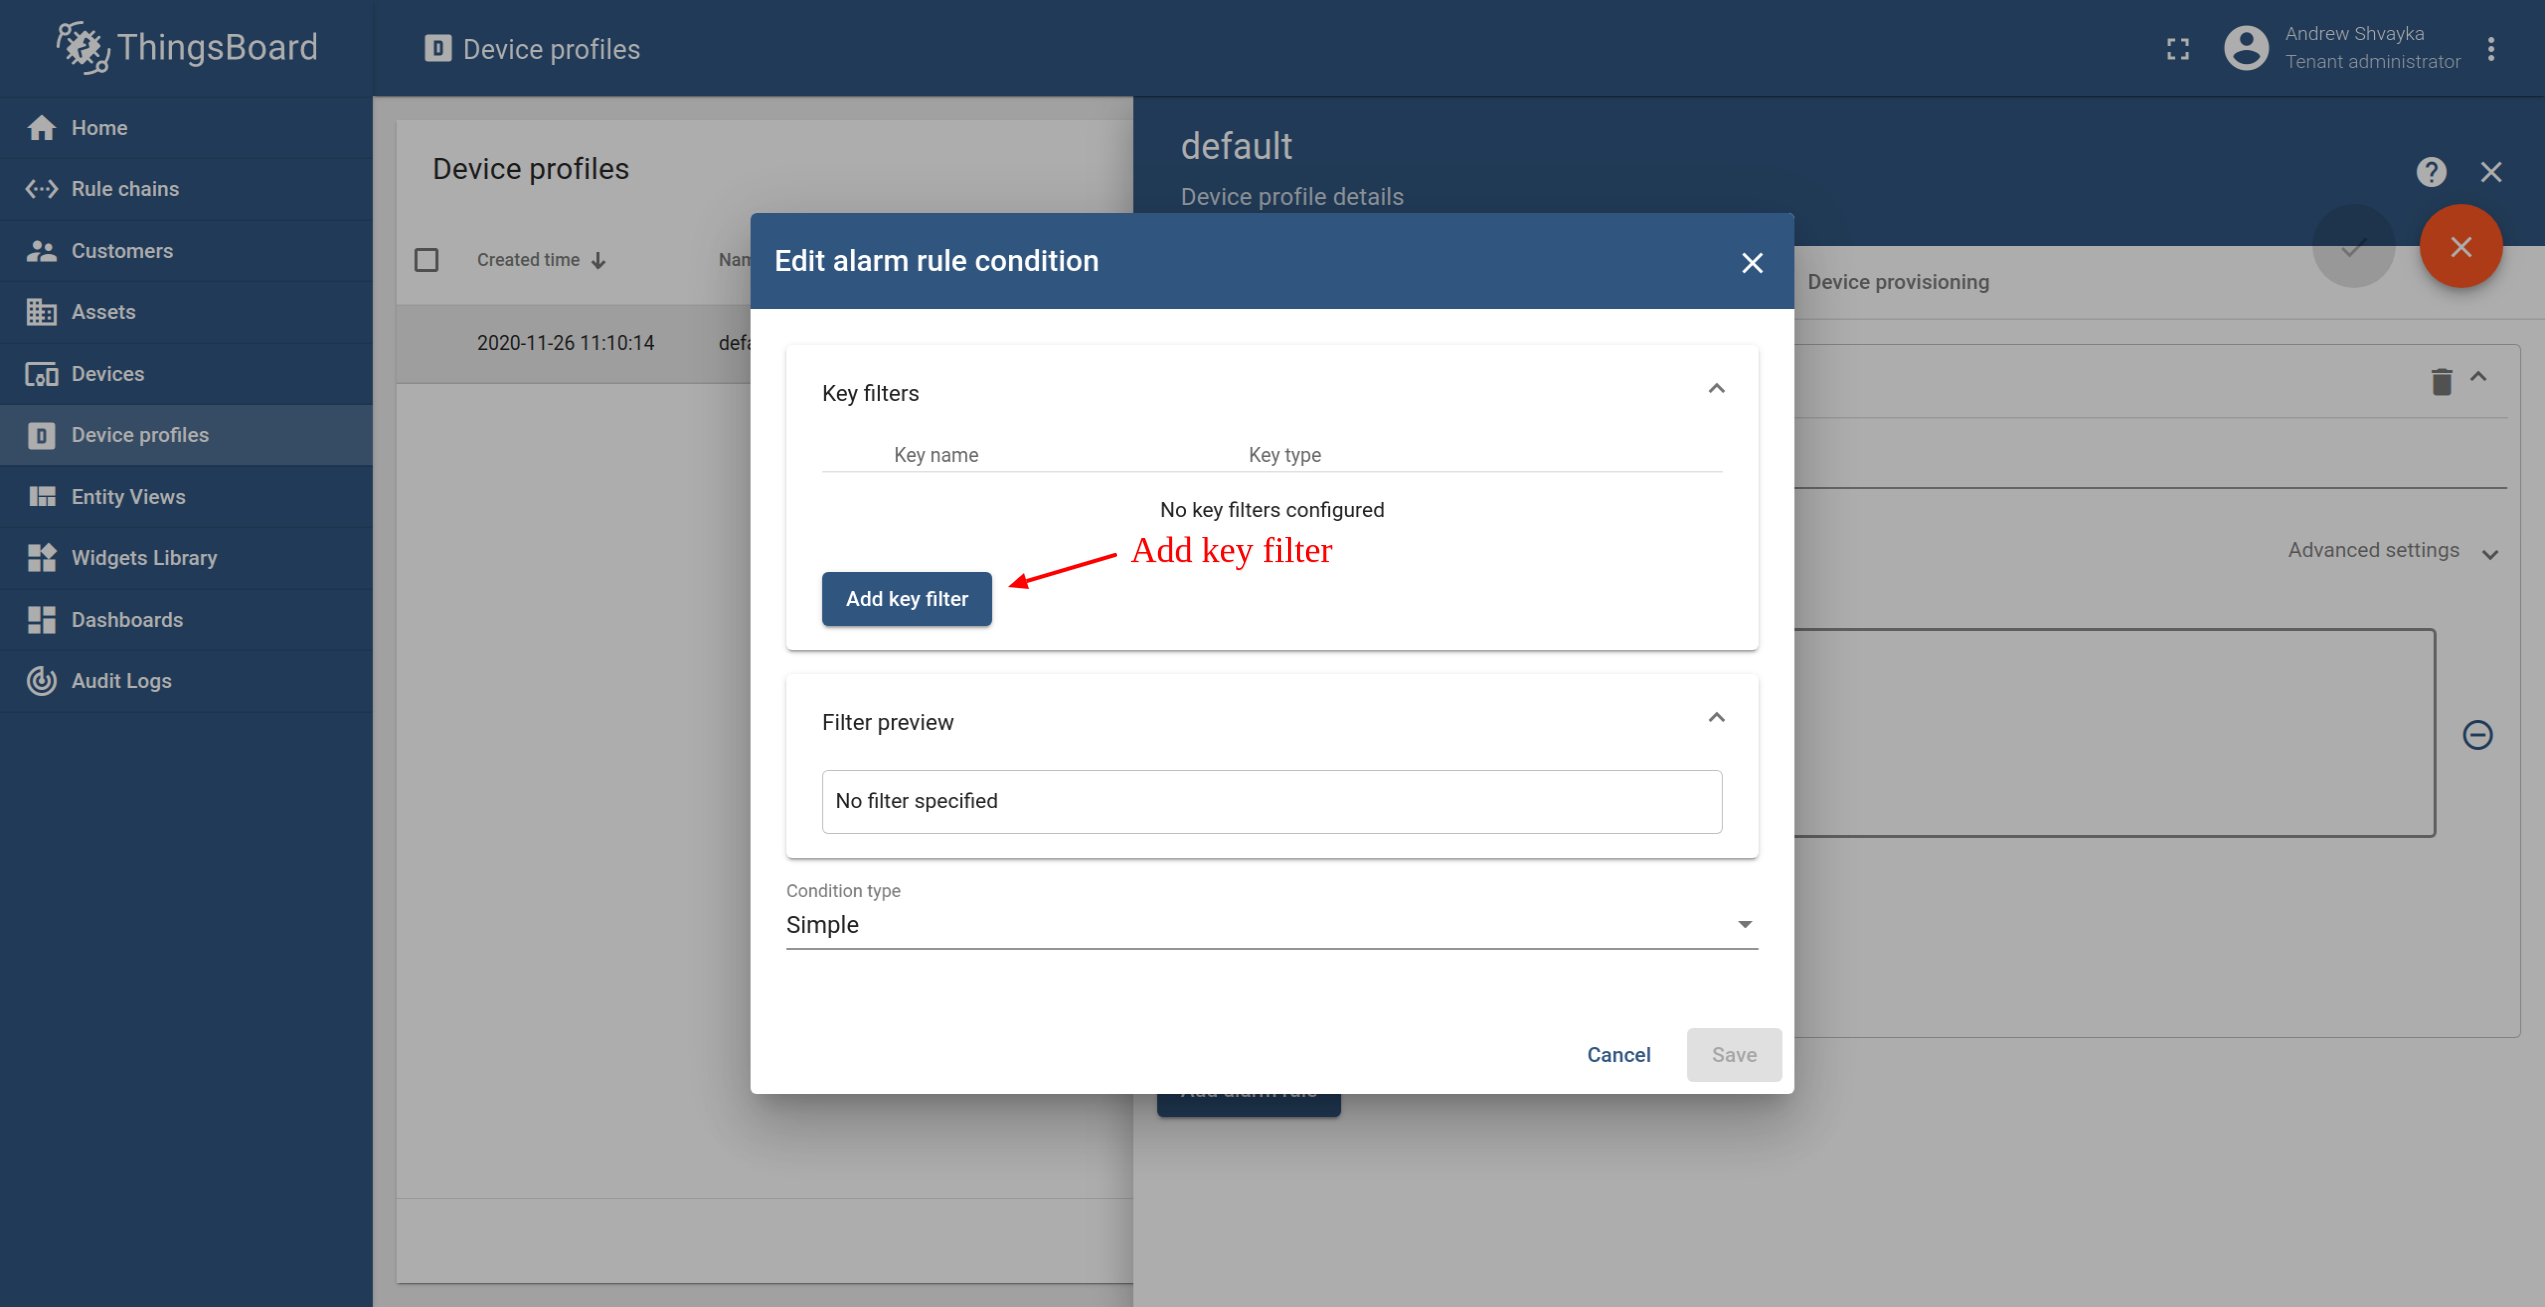 ThingsBoard
Device profiles
Andrew Shvayka
Tenant administrator
Home
Rule chains
Customers
Assets
Devices
Device profiles
Entity Views
Widgets Library
Dashboards
Audit Logs
Device profiles
Created time
2020-11-26 11:10:14
default
Device profile details
Device provisioning
Advanced settings
Edit alarm rule condition
Key filters
Key name Key type
No key filters configured
Add key filter
Add key filter
Filter preview
No filter specified
Condition type
Simple
Cancel Save